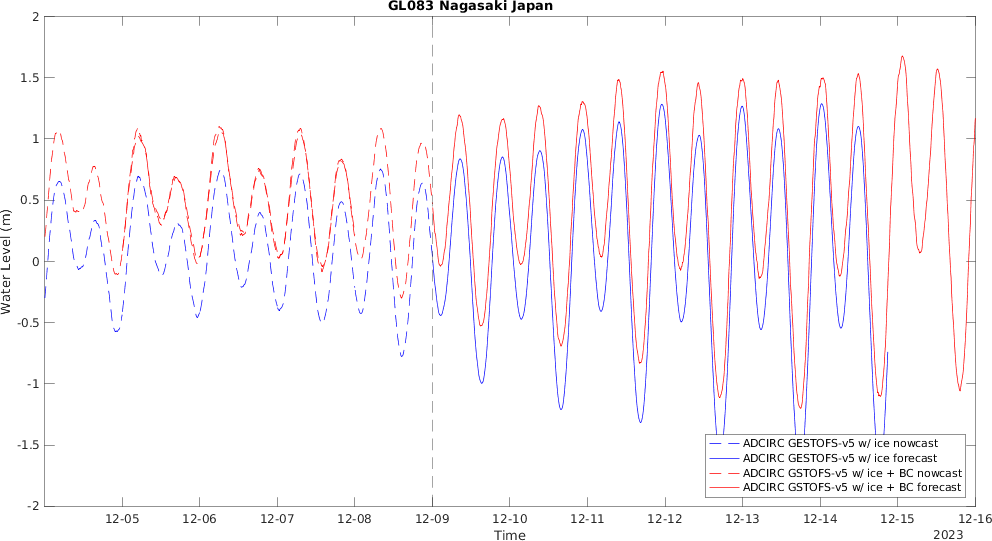 GL083 Nagasaki Japan
2
1.5
1
0.5
0
-0.5
-1
-1.5
-2
Water Level (m)
ADCIRC GESTOFS-v5 w/ ice nowcast
ADCIRC GESTOFS-v5 w/ ice forecast
ADCIRC GSTOFS-v5 w/ ice + BC nowcast
ADCIRC GSTOFS-v5 w/ ice + BC forecast
12-05 12-06 12-07 12-08 12-09 12-10 12-11 12-12 12-13 12-14 12-15 12-16
Time
2023